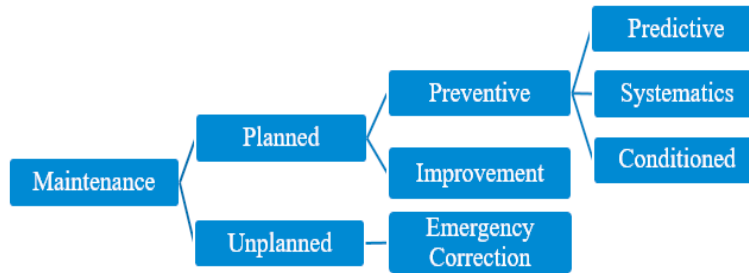 Predictive
Preventive
Systematics
Planned
Conditioned
Maintenance
Improvement
Unplanned
Emergency
Correction